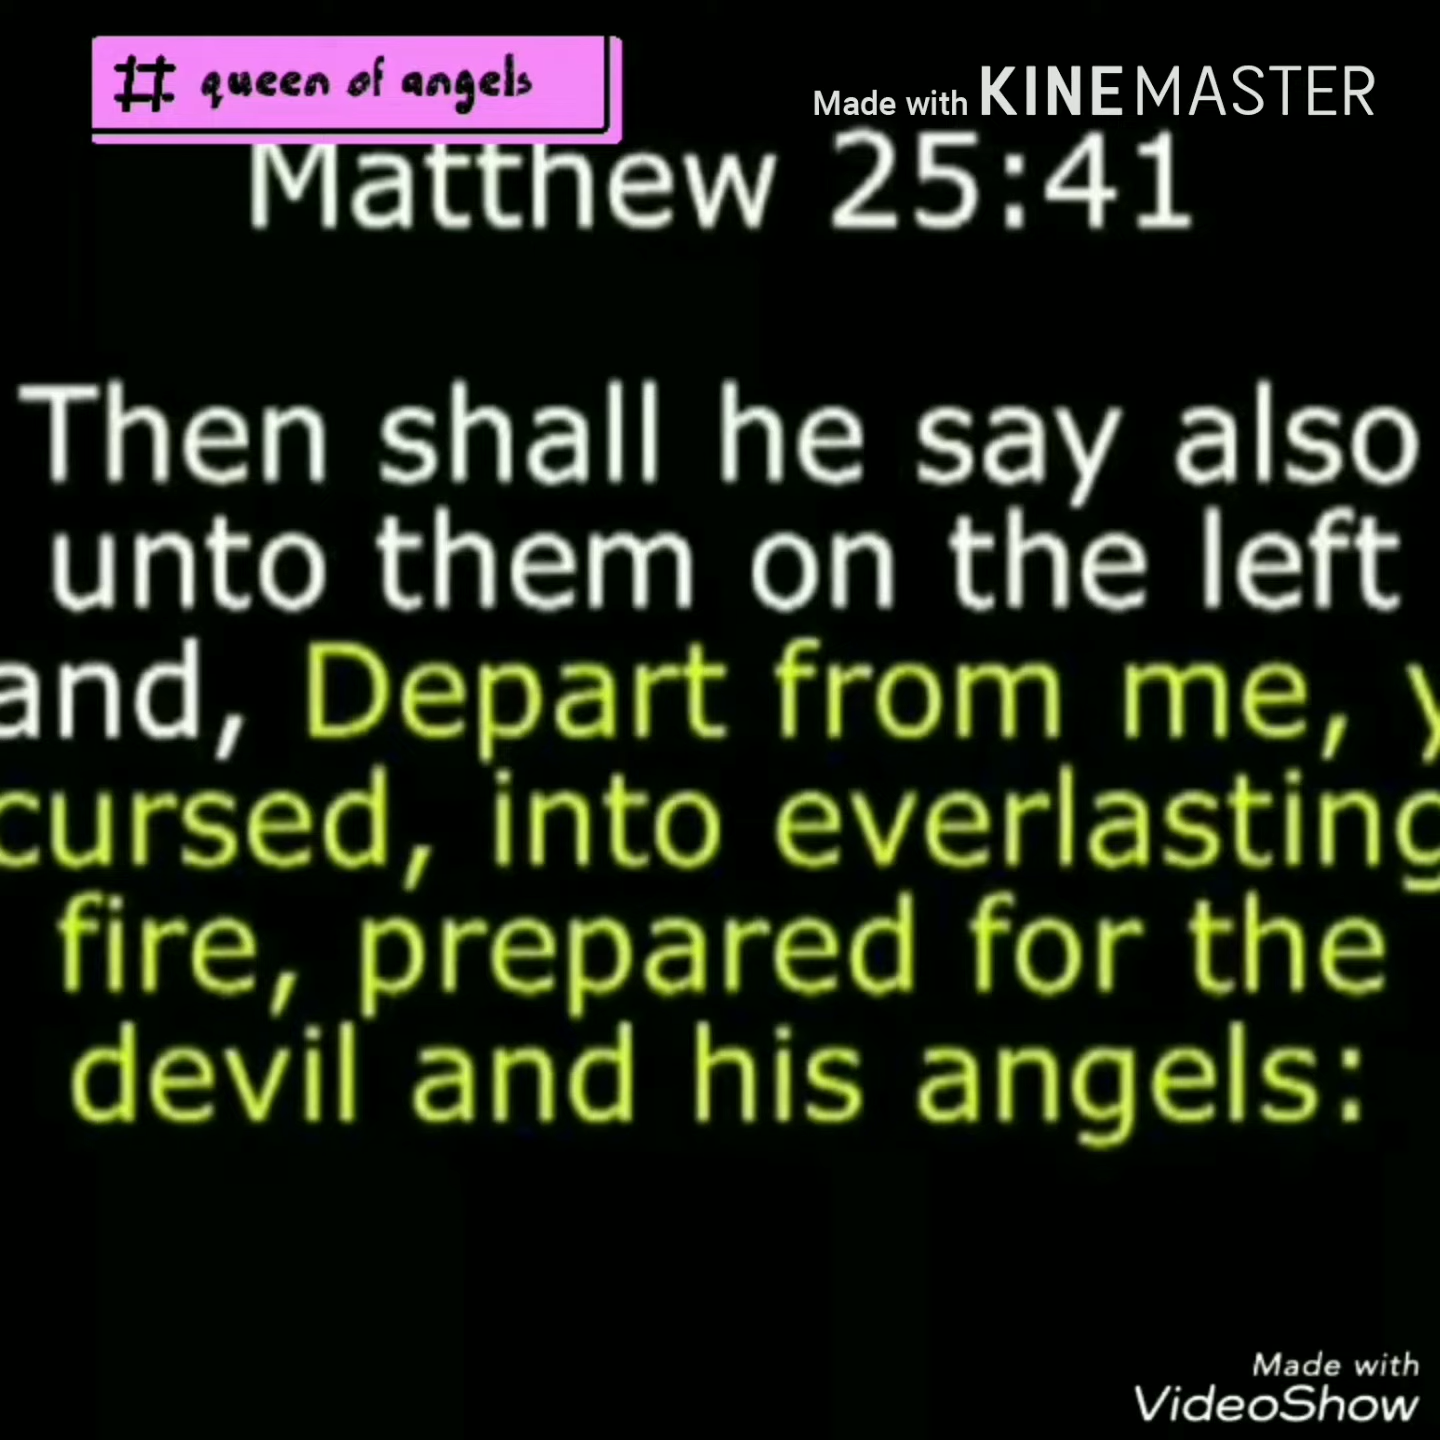 # queen of angels
Made with KINEMASTER
Matthew 25:41
Then shall he say also
unto them on the left
and, Depart from me, y
cursed, into everlasting
fire, prepared for the
devil and his angels:
Made with
VideoShow